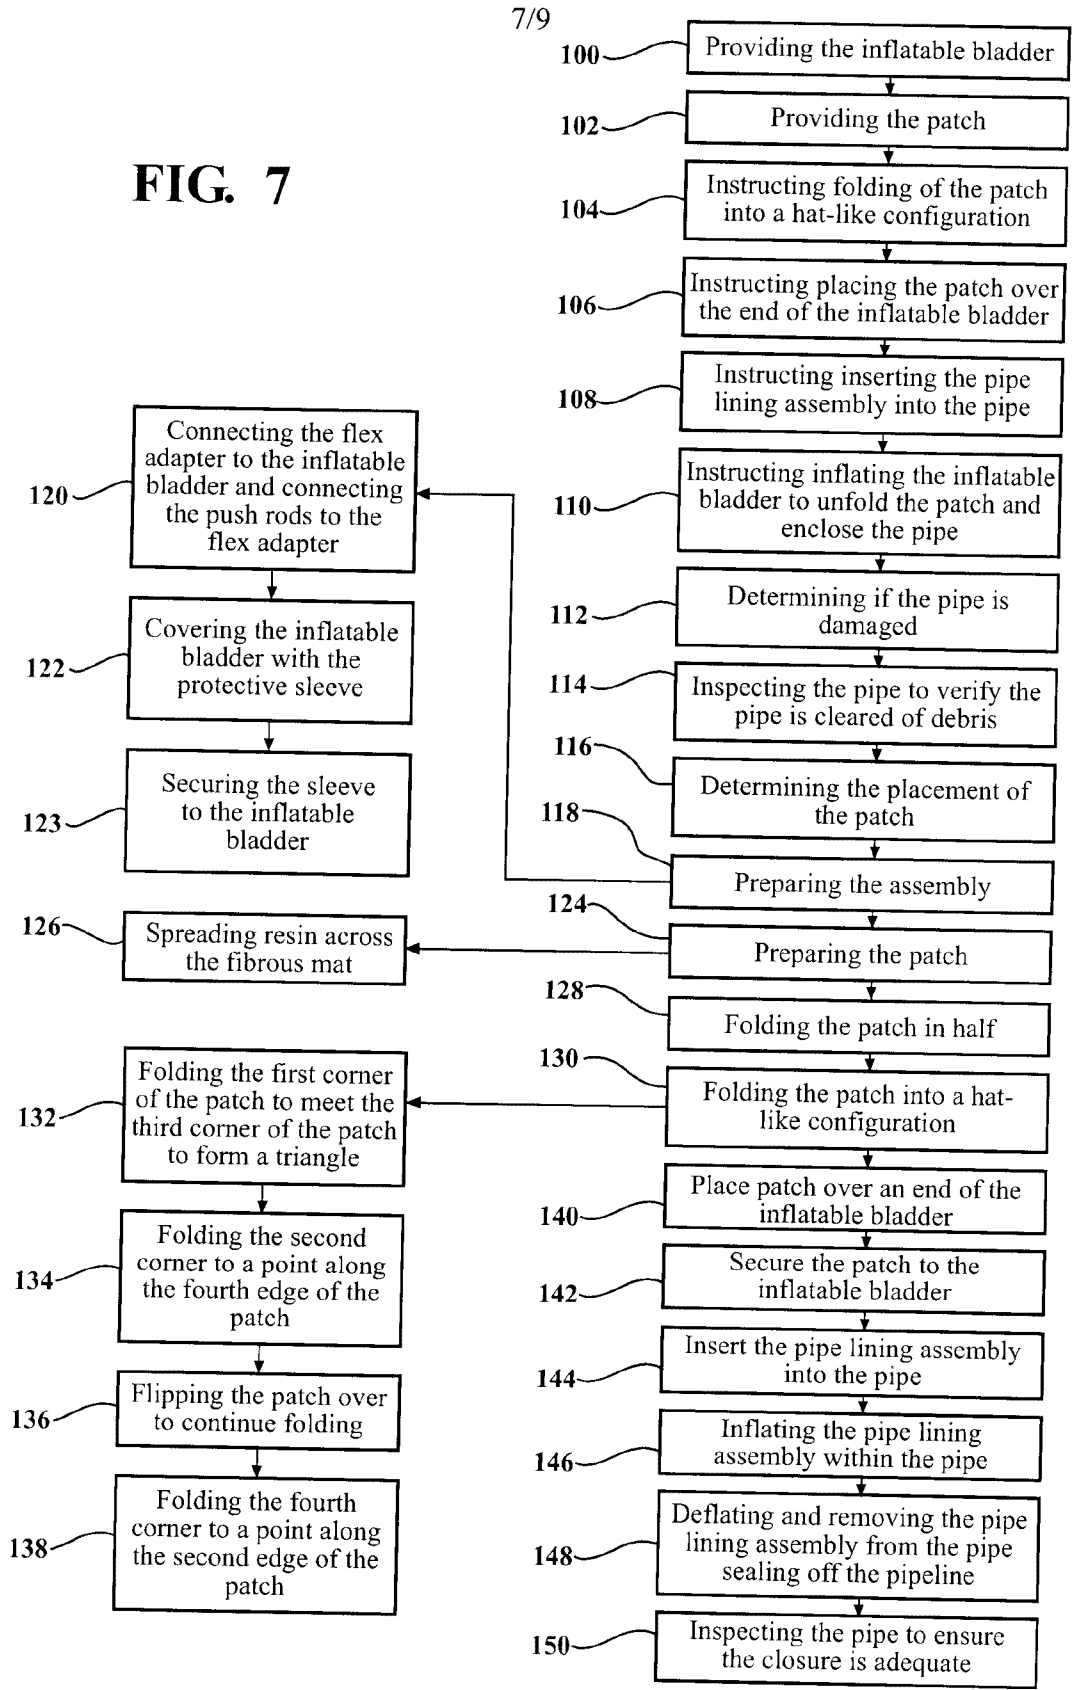 7/9
FIG. 7
100
Providing the inflatable bladder
102
Providing the patch
104
Instructing folding of the patch
into a hat-like configuration
106
Instructing placing the patch over
the end of the inflatable bladder
108
Instructing inserting the pipe
lining assembly into the pipe
110
Instructing inflating the inflatable
bladder to unfold the patch and
enclose the pipe
112
Determining if the pipe is
damaged
114
Inspecting the pipe to verify the
pipe is cleared of debris
116
Determining the placement of
the patch
118
Preparing the assembly
120
Connecting the flex
adapter to the inflatable
bladder and connecting
the push rods to the
flex adapter
122
Covering the inflatable
bladder with the
protective sleeve
123
Securing the sleeve
to the inflatable
bladder
124
Preparing the patch
126
Spreading resin across
the fibrous mat
128
Folding the patch in half
130
Folding the patch into a hat-
like configuration
132
Folding the first corner
of the patch to meet the
third corner of the patch
to form a triangle
134
Folding the second
corner to a point along
the fourth edge of the
patch
136
Flipping the patch over
to continue folding
138
Folding the fourth
corner to a point along
the second edge of the
patch
140
Place patch over an end of the
inflatable bladder
142
Secure the patch to the
inflatable bladder
144
Insert the pipe lining assembly
into the pipe
146
Inflating the pipe lining
assembly within the pipe
148
Deflating and removing the pipe
lining assembly from the pipe
sealing off the pipeline
150
Inspecting the pipe to ensure
the closure is adequate